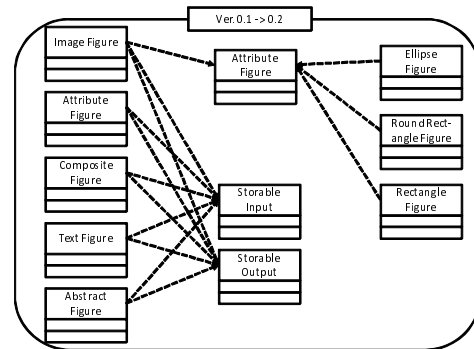 Ver. 0.1 -> 0.2
Image Figure
Attribute
Figure
Ellipse
Figure
Attribute
Figure
Round Rect-
angle Figure
Composite
Figure
Storable
Input
Rectangle
Figure
Text Figure
Storable
Output
Abstract
Figure